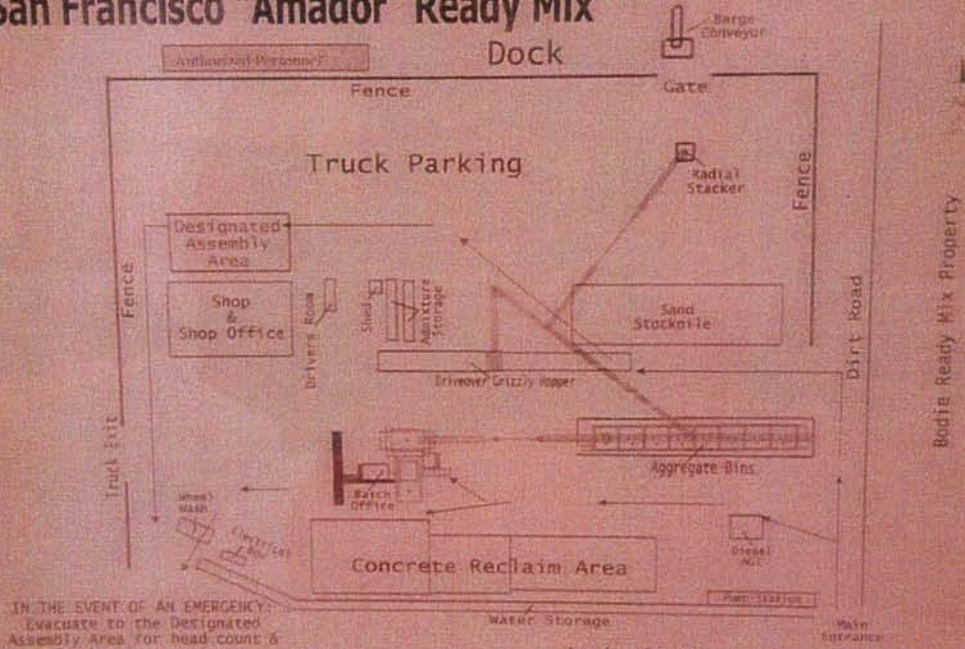 San Francisco "Amador" Ready Mix
Authorized Personnel
Dock
Barge
Conveyor
Fence
Gate
Truck Parking
Radial
Stacker
Fence
Designated
Assembly
Area
Fence
Shop
&
Shop Office
Drivers Room
Shed
Admixture
Storage
Sand
Stockpile
Driveover Grizzly Hopper
Dirt Road
Bodie Ready Mix Property
Truck Exit
Aggregate Bins
Batch
Office
Wheel
Wash
Electrical
Concrete Reclaim Area
Diesel
AGT
Pump Station
Water Storage
Main
Entrance
IN THE EVENT OF AN EMERGENCY:
Evacuate to the Designated
Assembly Area for head count &